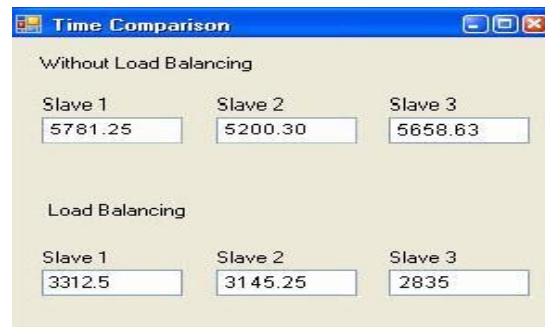 Time Comparison
Without Load Balancing
Slave 1 Slave 2 Slave 3
5781.25 5200.30 5658.63
Load Balancing
Slave 1 Slave 2 Slave 3
3312.5 3145.25 2835